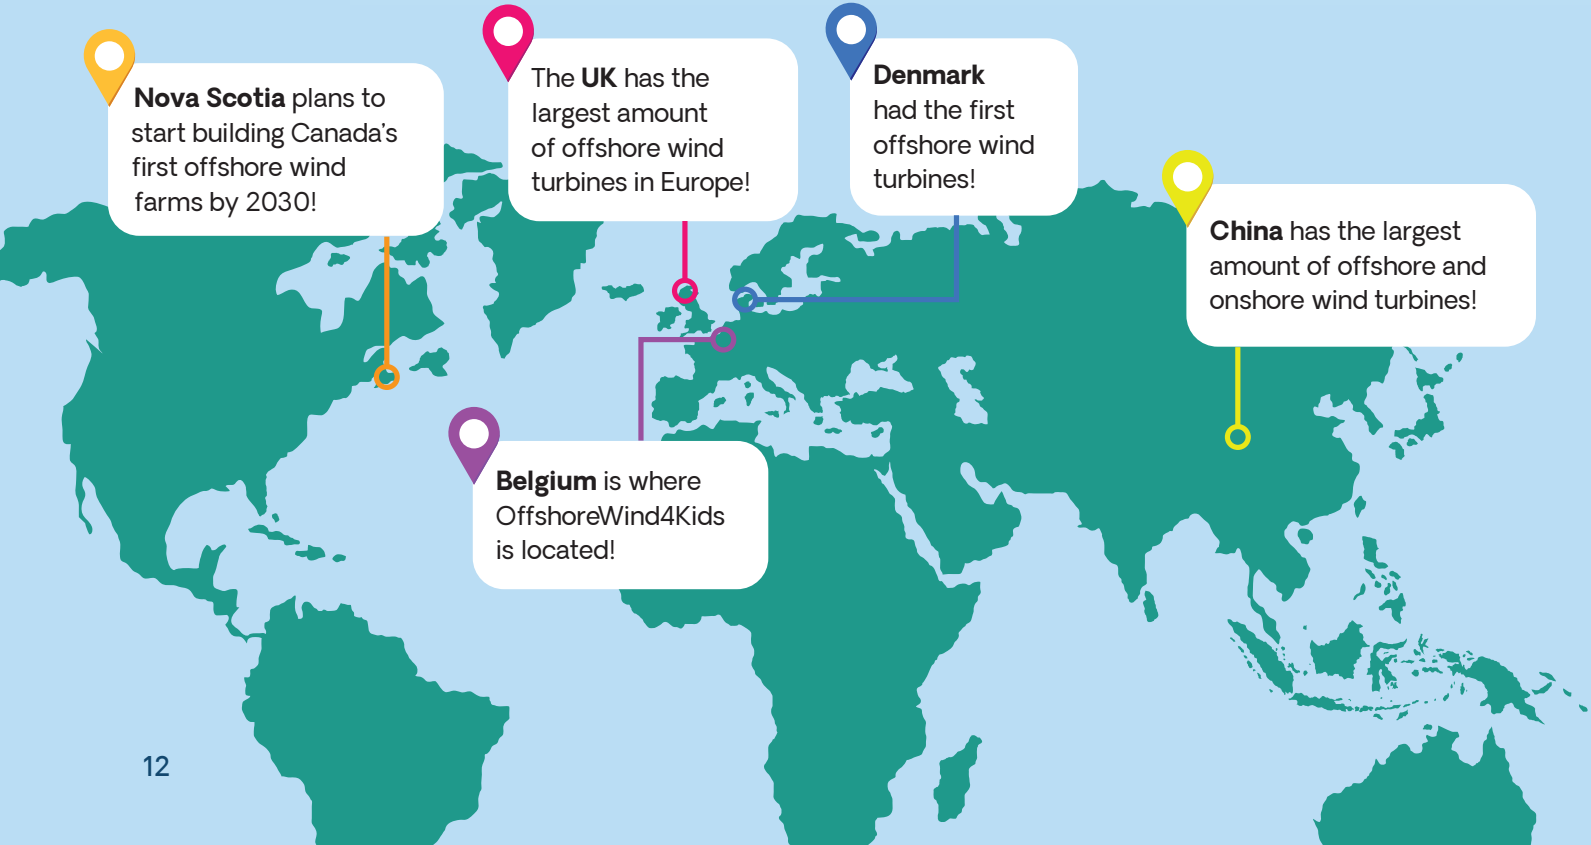 Nova Scotia plans to
start building Canada’s
first offshore wind
farms by 2030!
The UK has the
largest amount
of offshore wind
turbines in Europe!
Denmark
had the first
offshore wind
turbines!
China has the largest
amount of offshore and
onshore wind turbines!
Belgium is where
OffshoreWind4Kids
is located!
12